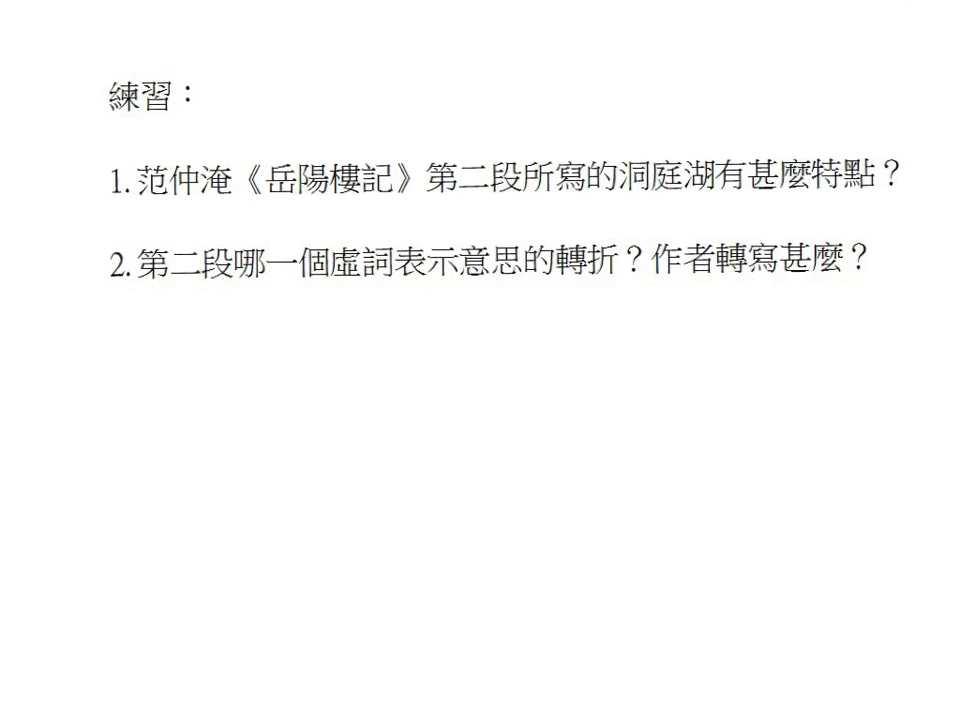 練習：
1. 范仲淹《岳陽樓記》第二段所寫的洞庭湖有甚麼特點？
2. 第二段哪一個虛詞表示意思的轉折？作者轉寫甚麼？